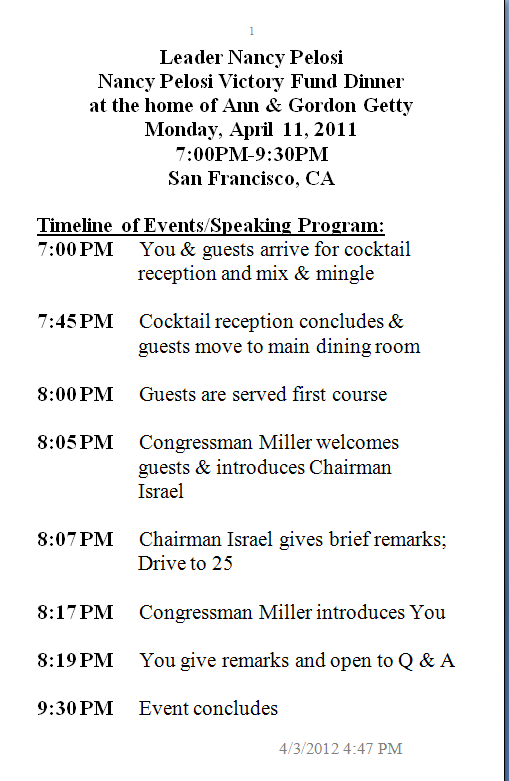 1
Leader Nancy Pelosi
Nancy Pelosi Victory Fund Dinner
at the home of Ann & Gordon Getty
Monday, April 11, 2011
7:00PM-9:30PM
San Francisco, CA
Timeline of Events/Speaking Program:
7:00 PM You & guests arrive for cocktail
reception and mix & mingle
7:45 PM Cocktail reception concludes &
guests move to main dining room
8:00 PM Guests are served first course
8:05 PM Congressman Miller welcomes
guests & introduces Chairman
Israel
8:07 PM Chairman Israel gives brief remarks;
Drive to 25
8:17 PM Congressman Miller introduces You
8:19 PM You give remarks and open to Q & A
9:30 PM Event concludes
4/3/2012 4:47 PM